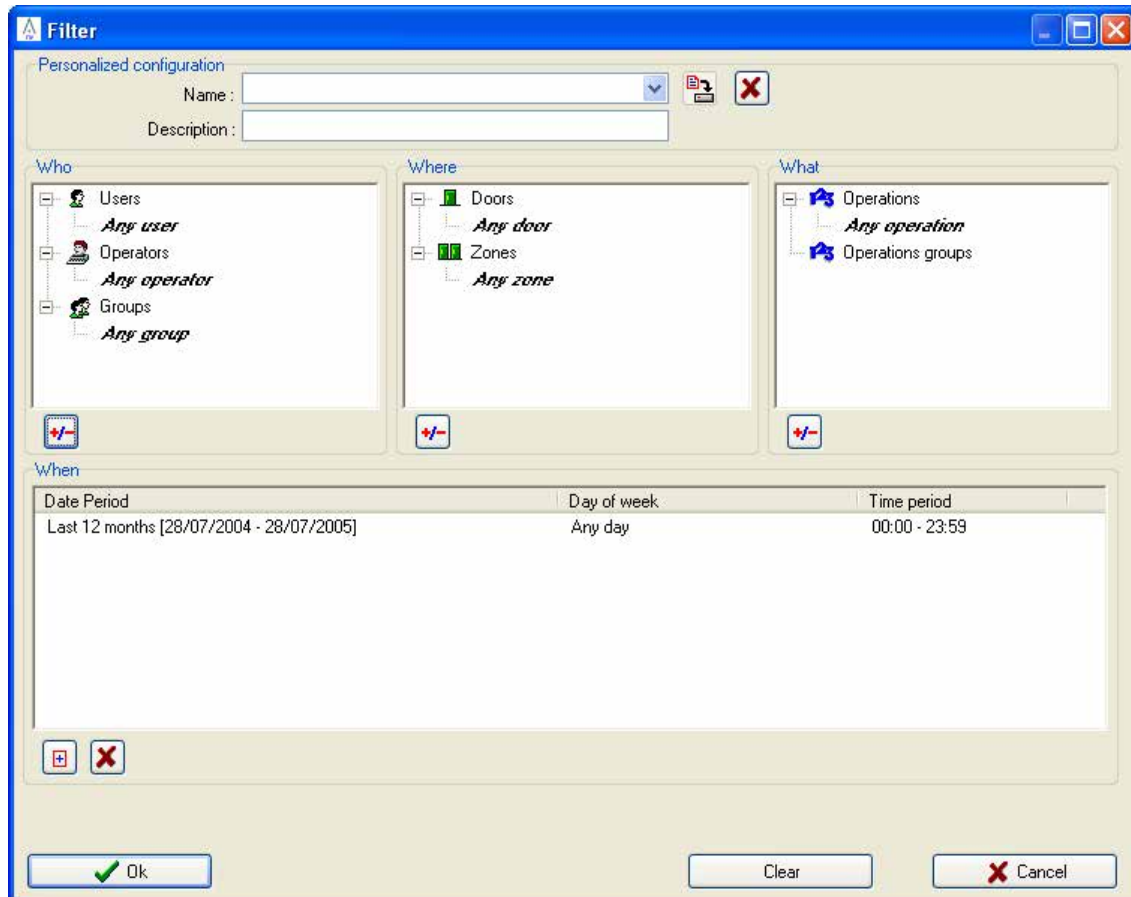 Filter
Personalized configuration
Name :
Description :
Who
Users
Any user
Operators
Any operator
Groups
Any group
+/-
Where
Doors
Any door
Zones
Any zone
+/-
What
Operations
Any operation
Operations groups
+/-
When
Date Period Day of week Time period
Last 12 months [28/07/2004 - 28/07/2005] Any day 00:00 - 23:59
Ok Clear Cancel